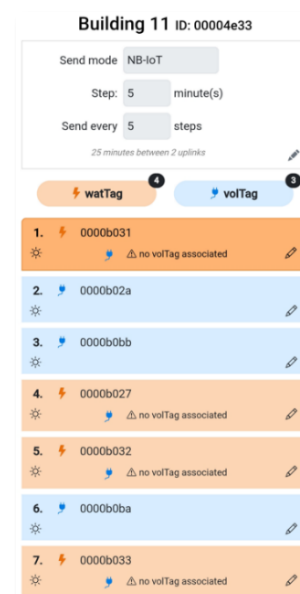 Building 11 ID: 00004e33
Send mode NB-IoT
Step: 5 minute(s)
Send every 5 steps
25 minutes between 2 uplinks
watTag 4 volTag 3
1. 0000b031
no volTag associated
2. 0000b02a
3. 0000b0bb
4. 0000b027
no volTag associated
5. 0000b032
no volTag associated
6. 0000b0ba
7. 0000b033
no volTag associated